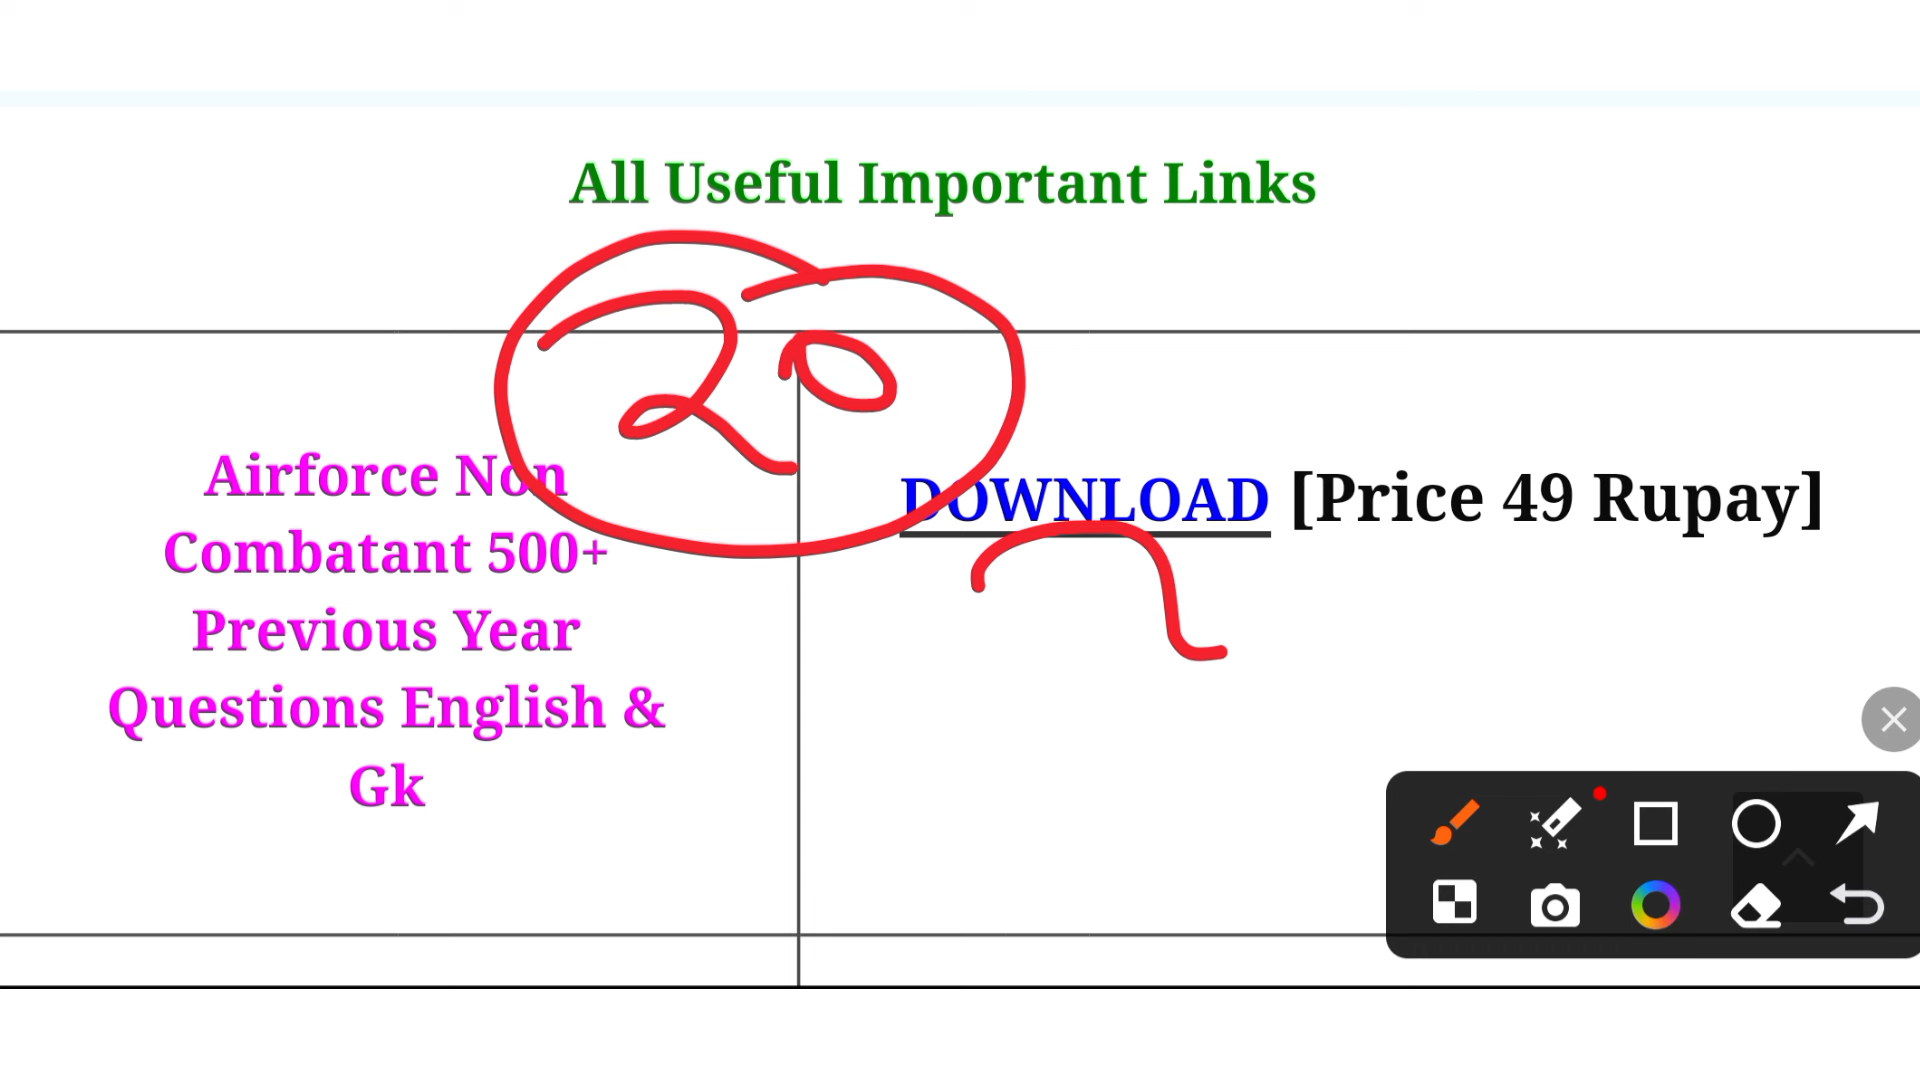 All Useful Important Links
20
Airforce Non
Combatant 500+
Previous Year
Questions English &
Gk
DOWNLOAD [Price 49 Rupay]